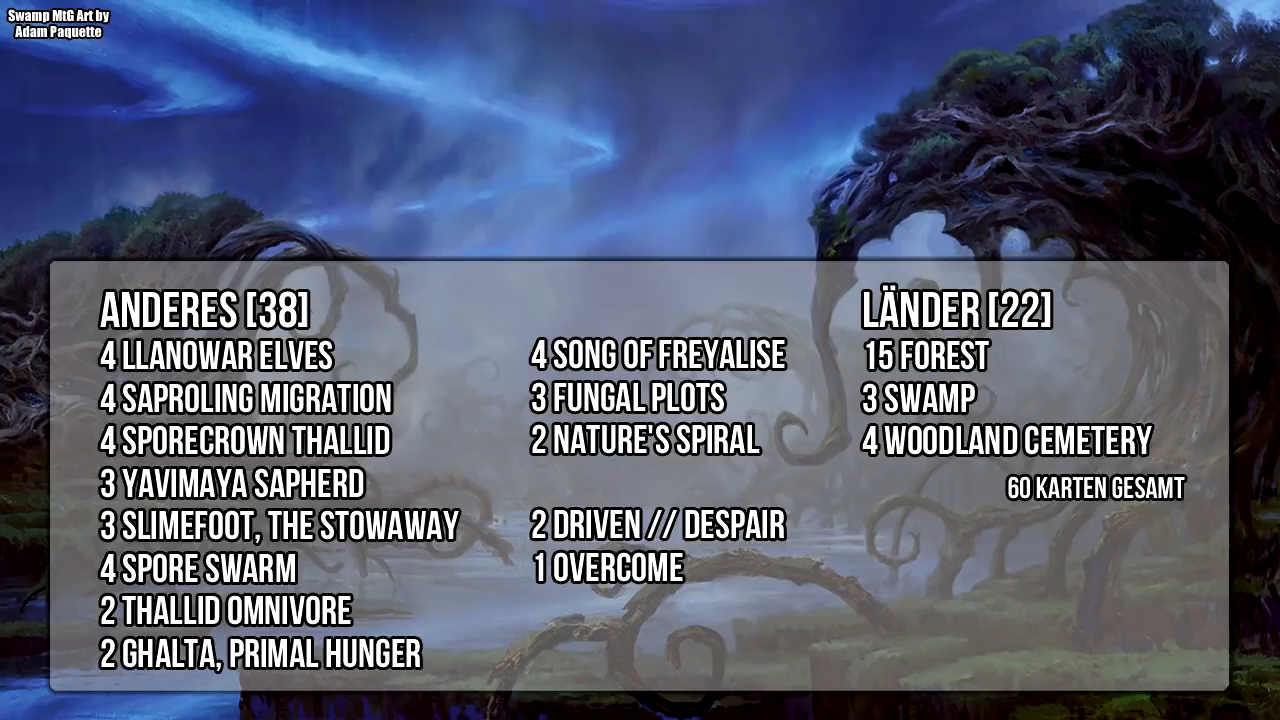 Swamp MtG Art by
Adam Paquette
ANDERES [38]
4 LLANOWAR ELVES
4 SAPROLING MIGRATION
4 SPORECROWN THALLID
3 YAVIMAYA SAPHERD
3 SLIMEFOOT, THE STOWAWAY
4 SPORE SWARM
2 THALLID OMNIVORE
2 GHALTA, PRIMAL HUNGER
4 SONG OF FREYALISE
3 FUNGAL PLOTS
2 NATURE'S SPIRAL
2 DRIVEN // DESPAIR
1 OVERCOME
LÄNDER [22]
15 FOREST
3 SWAMP
4 WOODLAND CEMETERY
60 KARTEN GESAMT